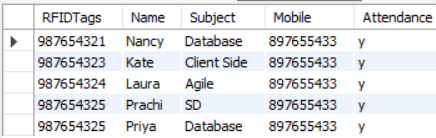 RFIDTags Name Subject Mobile Attendance
987654321 Nancy Database 897655433 y
987654323 Kate Client Side 897655433 y
987654324 Laura Agile 897655433 y
987654325 Prachi SD 897655433 y
987654325 Priya Database 897655433 y